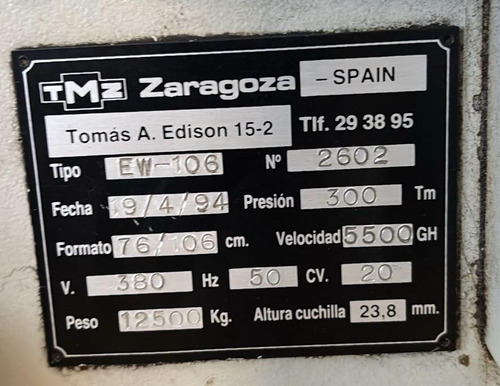 TMZ Zaragoza - SPAIN
Tomás A. Edison 15-2 Tlf. 29 38 95
Tipo EW-106 Nº 2602
Fecha 19/4/94 Presión 300 Tm
Formato 76/106 cm. Velocidad 5500 GH
V. 380 Hz 50 CV. 20
Peso 12500 Kg. Altura cuchilla 23,8 mm.